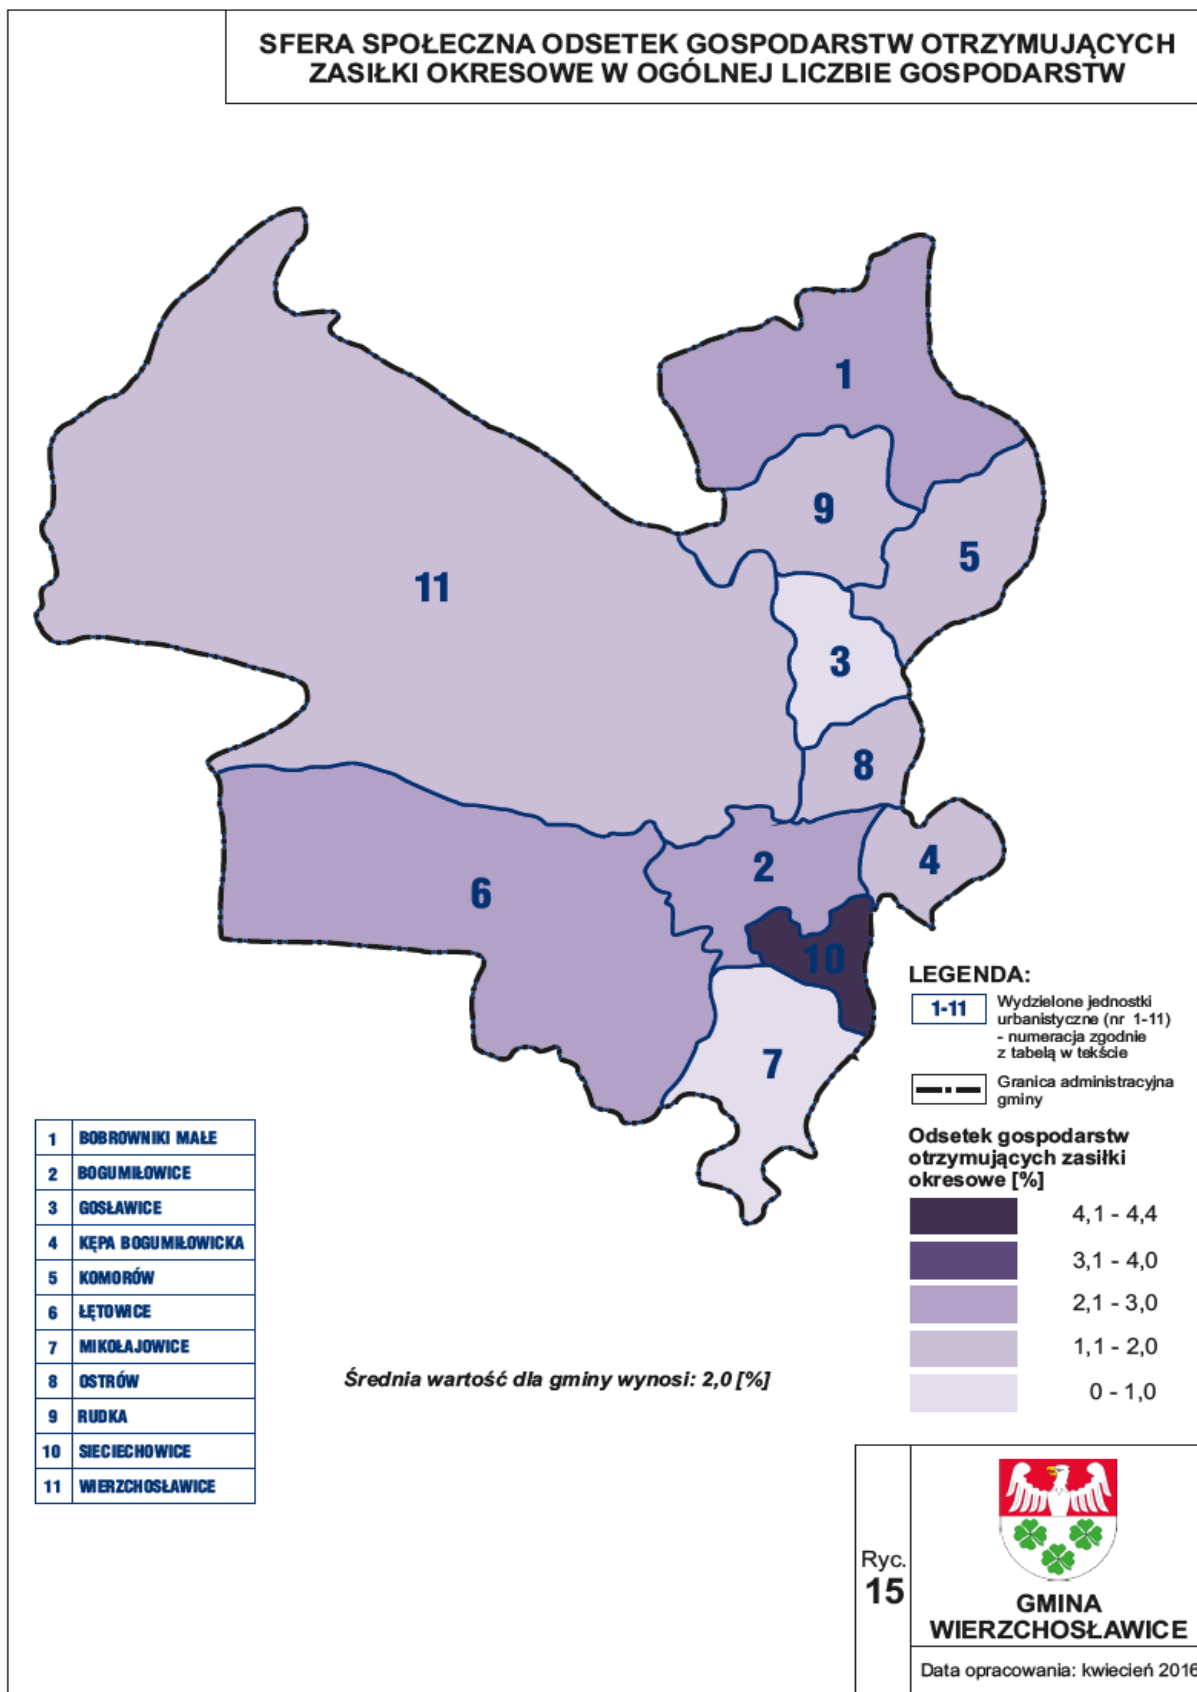 SFERA SPOŁECZNA ODSETEK GOSPODARSTW OTRZYMUJĄCYCH
ZASIŁKI OKRESOWE W OGÓLNEJ LICZBIE GOSPODARSTW
1
9
5
11
3
8
2
4
6
10
7
LEGENDA:
1-11
Wydzielone jednostki
urbanistyczne (nr 1-11)
- numeracja zgodnie
z tabelą w tekście
Granica administracyjna
gminy
Odsetek gospodarstw
otrzymujących zasiłki
okresowe [%]
4,1 - 4,4
3,1 - 4,0
2,1 - 3,0
1,1 - 2,0
0 - 1,0
1 BOBROWNIKI MAŁE
2 BOGUMIŁOWICE
3 GOSŁAWICE
4 KĘPA BOGUMIŁOWICKA
5 KOMORÓW
6 ŁĘTOWICE
7 MIKOŁAJOWICE
8 OSTRÓW
9 RUDKA
10 SIECIECHOWICE
11 WIERZCHOSŁAWICE
Średnia wartość dla gminy wynosi: 2,0 [%]
Ryc.
15
GMINA
WIERZCHOSŁAWICE
Data opracowania: kwiecień 2016